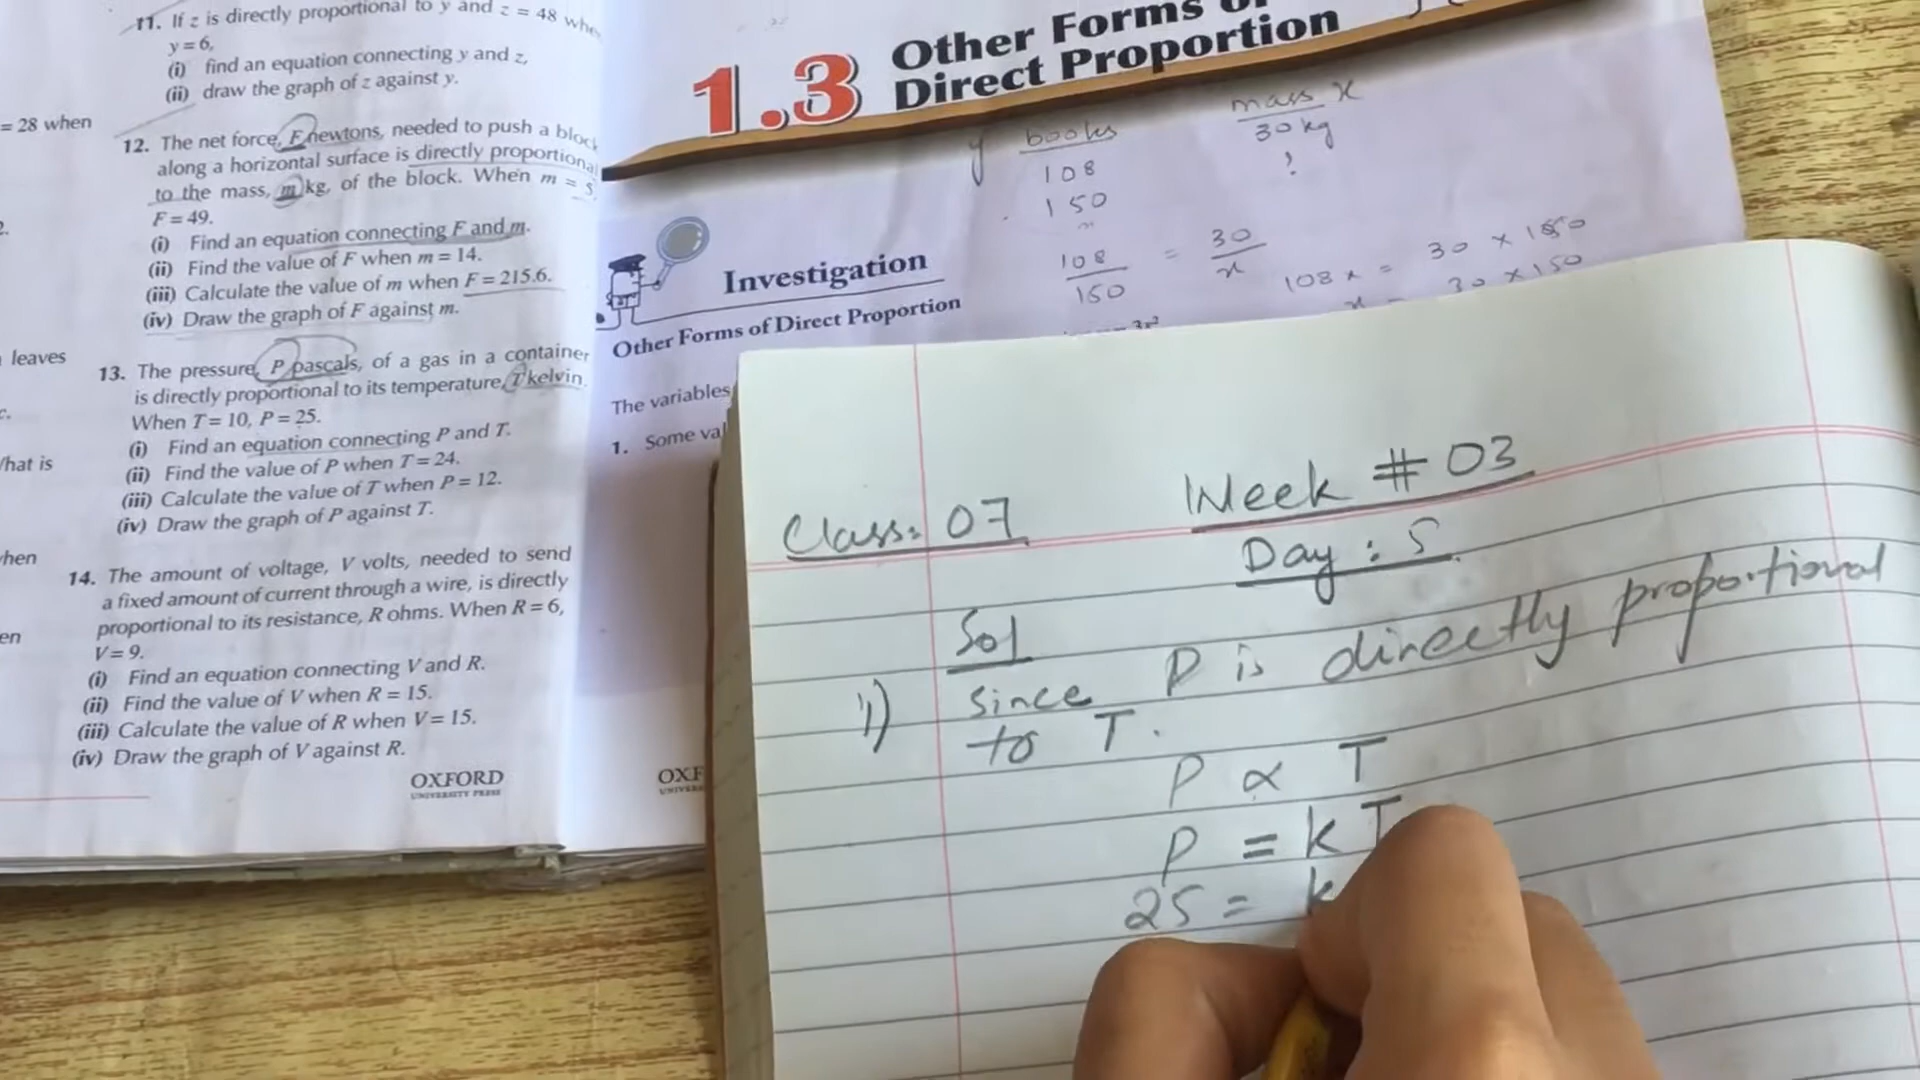 11. If z is directly proportional to y and z = 48 whe
y = 6,
(i) find an equation connecting y and z,
(ii) draw the graph of z against y.
= 28 when
12. The net force, F newtons, needed to push a block
along a horizontal surface is directly proportional
to the mass, m kg, of the block. When m = 5
F = 49.
(i) Find an equation connecting F and m.
(ii) Find the value of F when m = 14.
(iii) Calculate the value of m when F = 215.6.
(iv) Draw the graph of F against m.
leaves
13. The pressure, P pascals, of a gas in a container
is directly proportional to its temperature, T kelvin.
When T = 10, P = 25.
(i) Find an equation connecting P and T.
(ii) Find the value of P when T = 24.
(iii) Calculate the value of T when P = 12.
(iv) Draw the graph of P against T.
hat is
hen
14. The amount of voltage, V volts, needed to send
a fixed amount of current through a wire, is directly
proportional to its resistance, R ohms. When R = 6,
V = 9.
(i) Find an equation connecting V and R.
(ii) Find the value of V when R = 15.
(iii) Calculate the value of R when V = 15.
(iv) Draw the graph of V against R.
en
OXFORD
UNIVERSITY PRESS
1.3 Other Forms of
Direct Proportion
y books mass x
108 30 kg
150 ?
108/150 = 30/x
108x = 30 × 150
30 × 150
Investigation
Other Forms of Direct Proportion
The variables
1. Some val
OXF
UNIVERS
Class: 07 Week # 03
Day : 5
Sol
i) Since P is directly proportional
to T.
P ∝ T
P = kT
25 = k